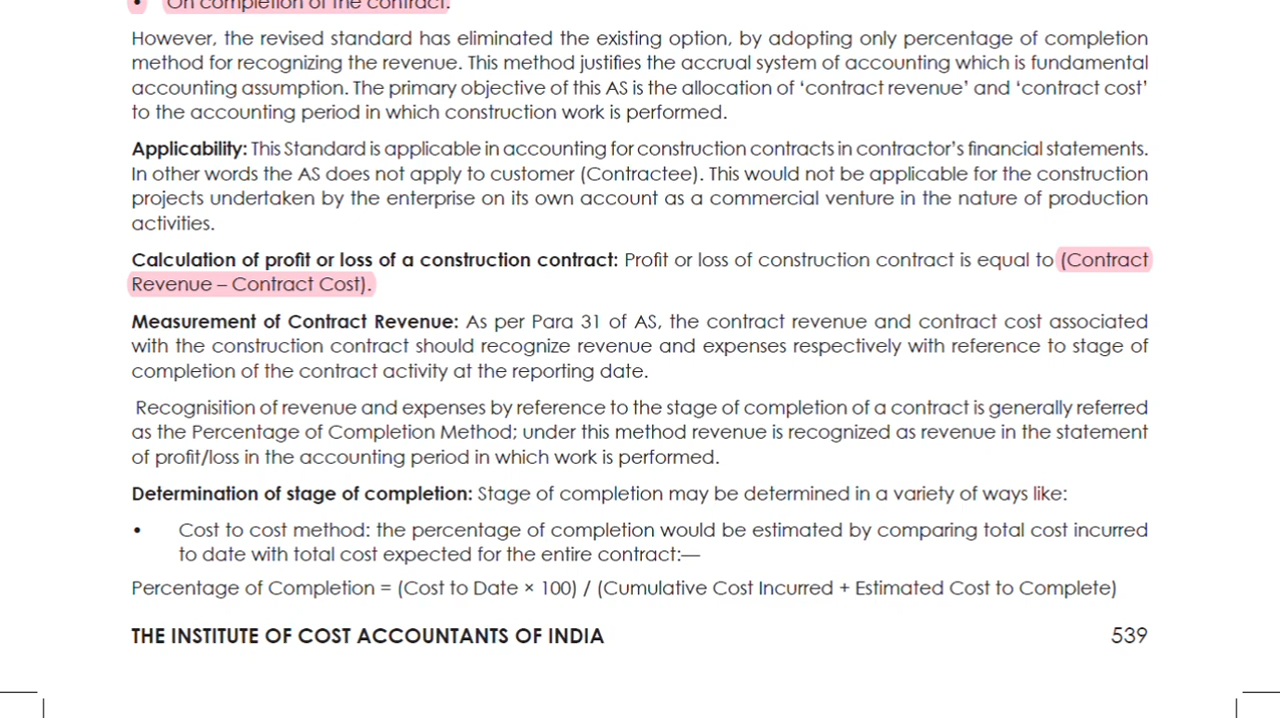 • On completion of the contract.
However, the revised standard has eliminated the existing option, by adopting only percentage of completion
method for recognizing the revenue. This method justifies the accrual system of accounting which is fundamental
accounting assumption. The primary objective of this AS is the allocation of ‘contract revenue’ and ‘contract cost’
to the accounting period in which construction work is performed.
Applicability: This Standard is applicable in accounting for construction contracts in contractor’s financial statements.
In other words the AS does not apply to customer (Contractee). This would not be applicable for the construction
projects undertaken by the enterprise on its own account as a commercial venture in the nature of production
activities.
Calculation of profit or loss of a construction contract: Profit or loss of construction contract is equal to (Contract
Revenue – Contract Cost).
Measurement of Contract Revenue: As per Para 31 of AS, the contract revenue and contract cost associated
with the construction contract should recognize revenue and expenses respectively with reference to stage of
completion of the contract activity at the reporting date.
Recognisition of revenue and expenses by reference to the stage of completion of a contract is generally referred
as the Percentage of Completion Method; under this method revenue is recognized as revenue in the statement
of profit/loss in the accounting period in which work is performed.
Determination of stage of completion: Stage of completion may be determined in a variety of ways like:
• Cost to cost method: the percentage of completion would be estimated by comparing total cost incurred
to date with total cost expected for the entire contract:—
Percentage of Completion = (Cost to Date × 100) / (Cumulative Cost Incurred + Estimated Cost to Complete)
THE INSTITUTE OF COST ACCOUNTANTS OF INDIA 539